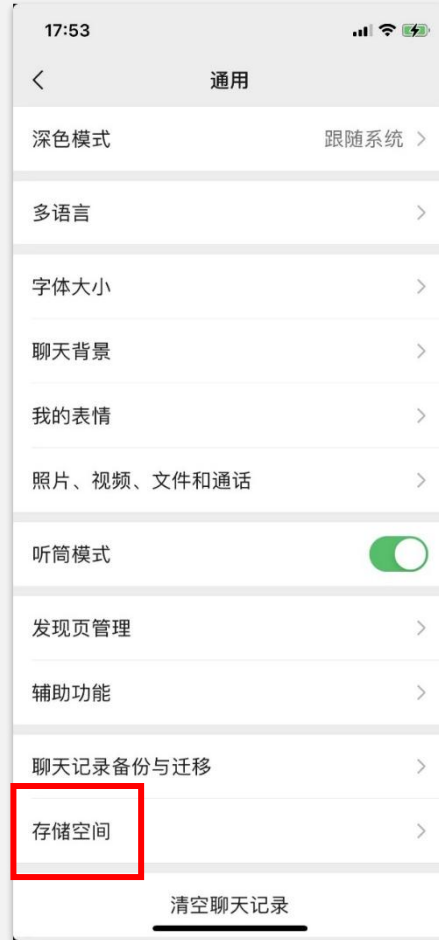 17:53
通用
深色模式 跟随系统
多语言
字体大小
聊天背景
我的表情
照片、视频、文件和通话
听筒模式
发现页管理
辅助功能
聊天记录备份与迁移
存储空间
清空聊天记录